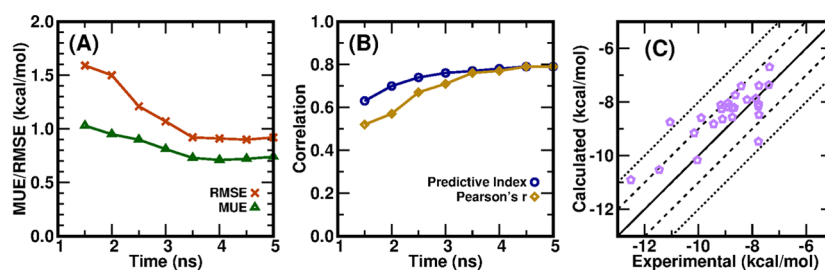 (A)
MUE/RMSE (kcal/mol)
2.0
1.5
1.0
0.5
0.0
RMSE
MUE
1 2 3 4 5
Time (ns)
(B)
Correlation
1.0
0.8
0.6
0.4
0.2
0.0
Predictive Index
Pearson's r
1 2 3 4 5
Time (ns)
(C)
Calculated (kcal/mol)
-6
-8
-10
-12
-12 -10 -8 -6
Experimental (kcal/mol)